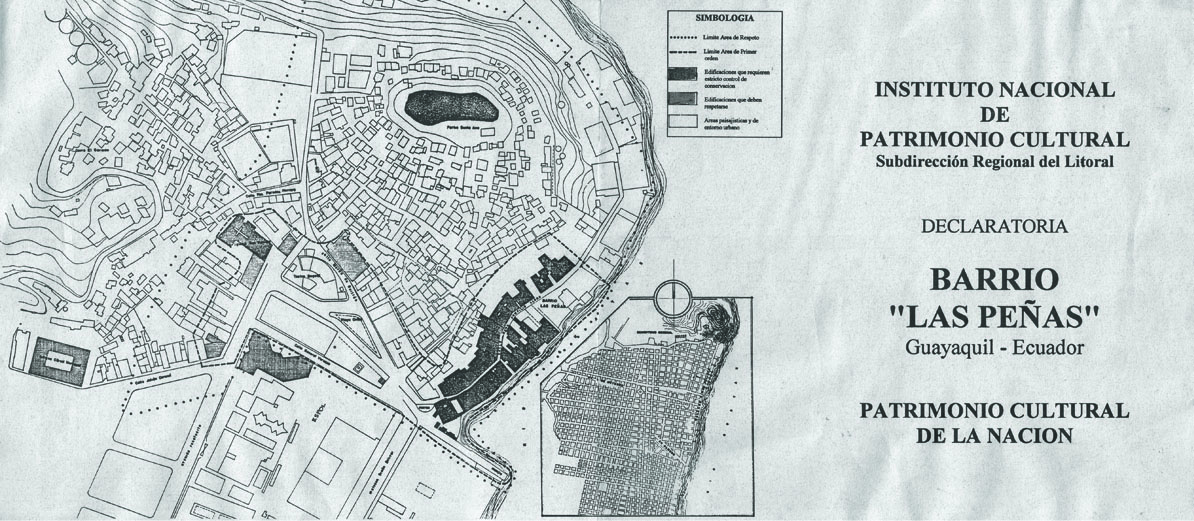 SIMBOLOGIA
Limite Area de Respeto
Limite Area de Primer
orden
Edificaciones que requieren
estricto control de
conservacion
Edificaciones que deben
respetarse
Areas paisajisticas y de
entorno urbano
BARRIO
LAS PEÑAS
ESPOL
INSTITUTO NACIONAL
DE
PATRIMONIO CULTURAL
Subdirección Regional del Litoral
DECLARATORIA
BARRIO
"LAS PEÑAS"
Guayaquil - Ecuador
PATRIMONIO CULTURAL
DE LA NACION